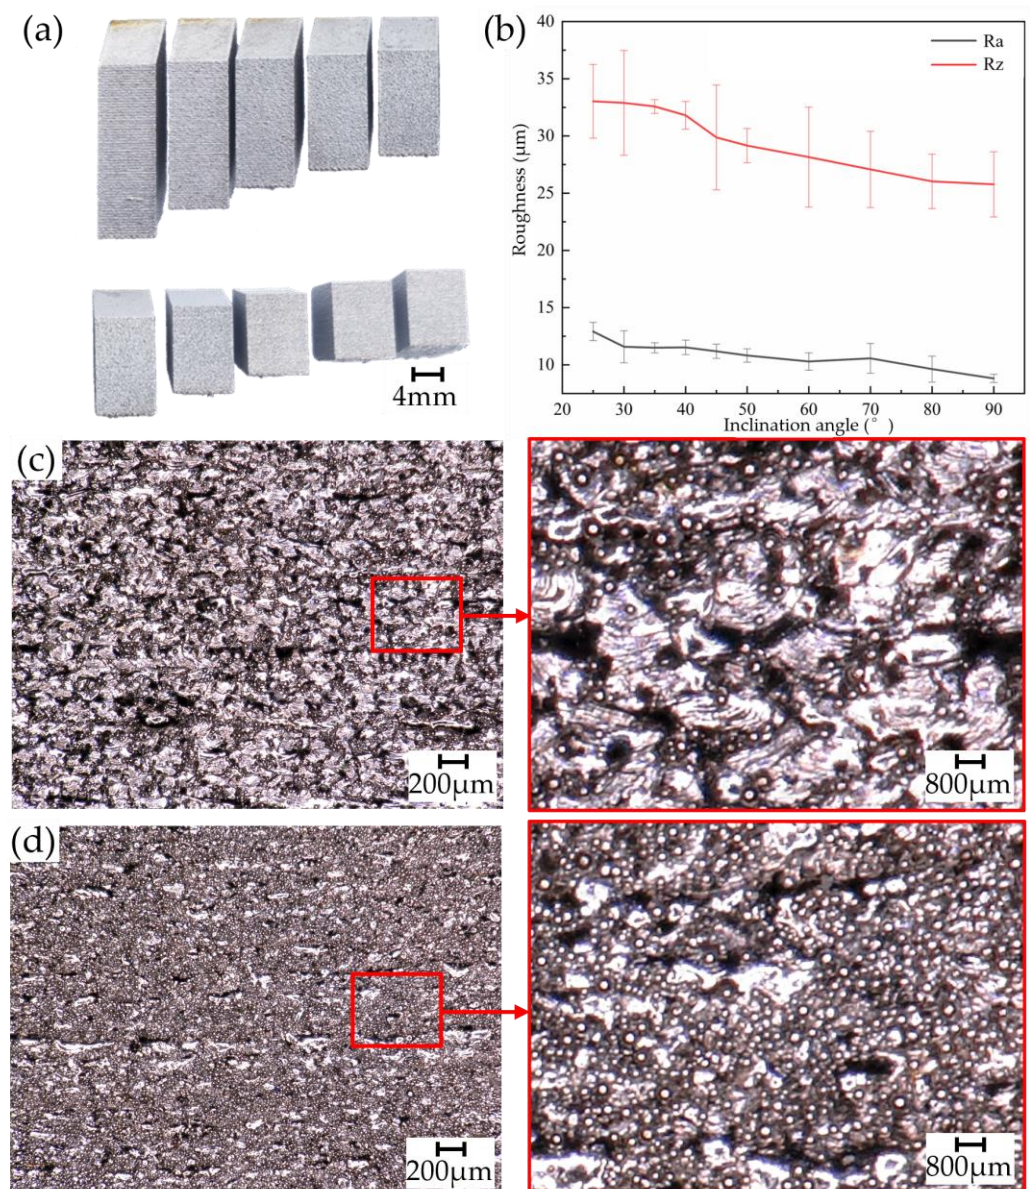 (a)
4mm
(b)
40
35
30
25
20
15
10
Roughness (μm)
Ra
Rz
20 30 40 50 60 70 80 90
Inclination angle (° )
(c)
200μm
800μm
(d)
200μm
800μm